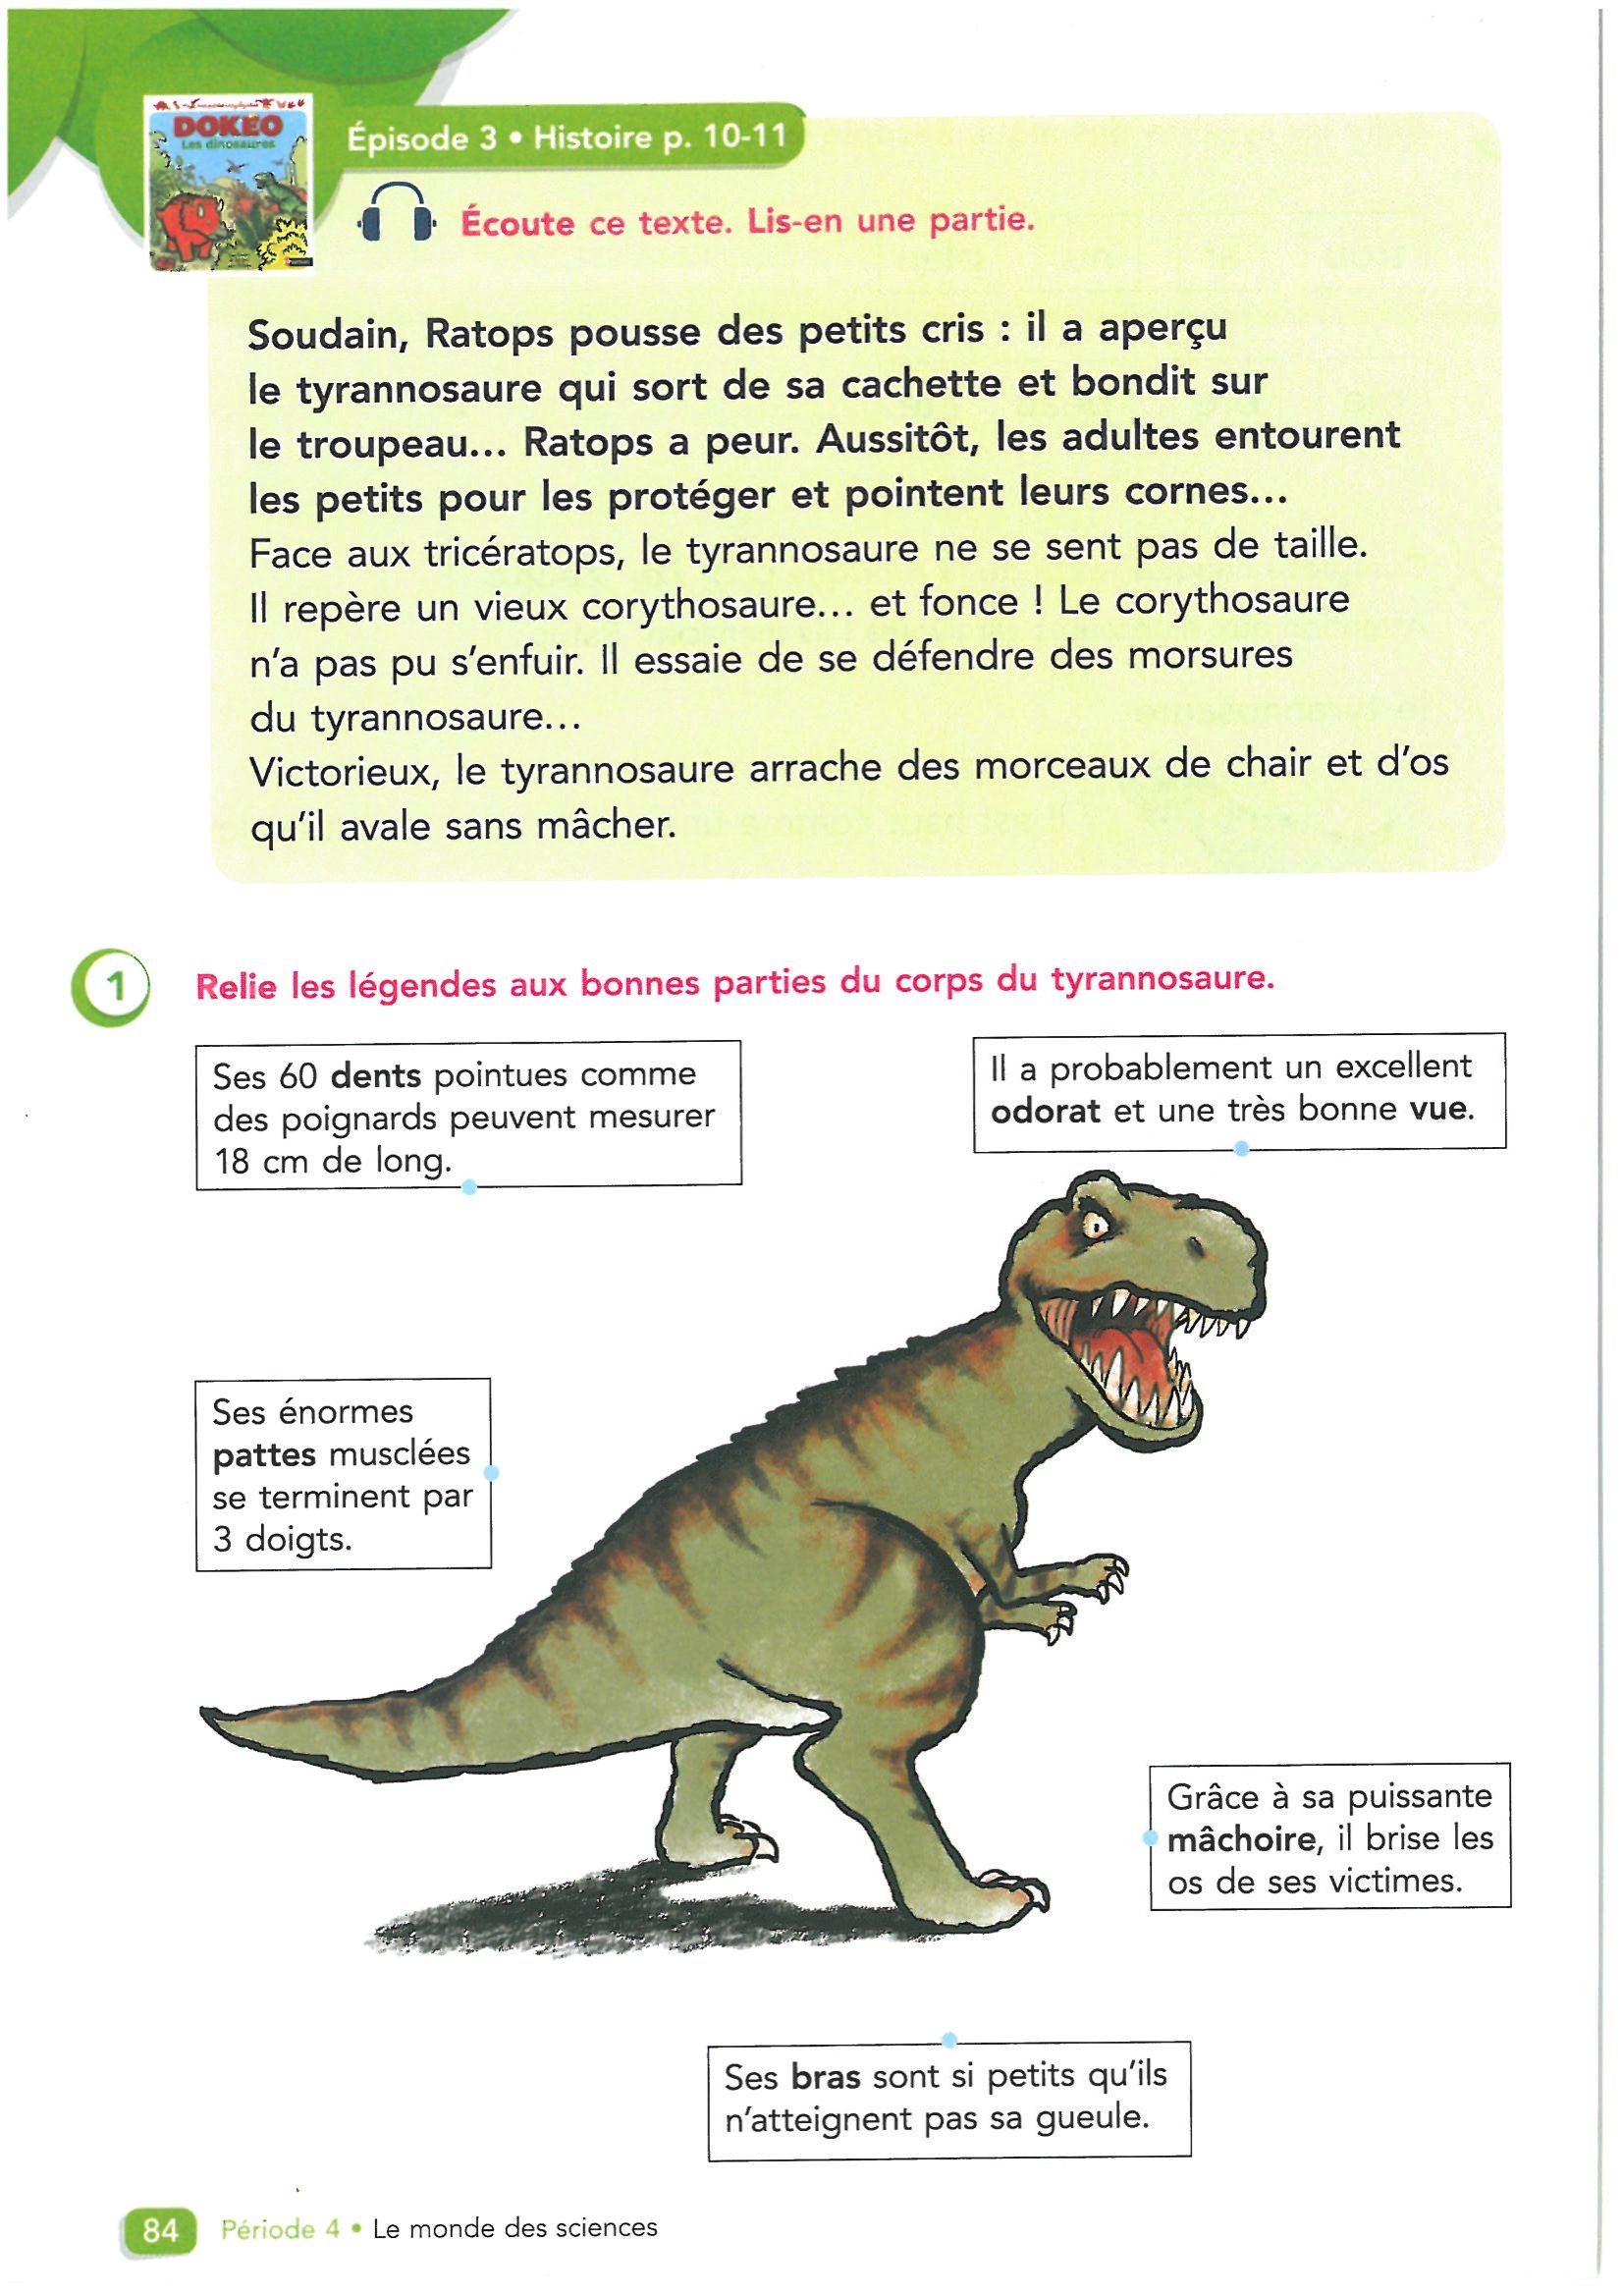 DOKÉO
Les dinosaures
Épisode 3 • Histoire p. 10-11
Écoute ce texte. Lis-en une partie.
Soudain, Ratops pousse des petits cris : il a aperçu
le tyrannosaure qui sort de sa cachette et bondit sur
le troupeau... Ratops a peur. Aussitôt, les adultes entourent
les petits pour les protéger et pointent leurs cornes...
Face aux tricératops, le tyrannosaure ne se sent pas de taille.
Il repère un vieux corythosaure... et fonce ! Le corythosaure
n'a pas pu s'enfuir. Il essaie de se défendre des morsures
du tyrannosaure...
Victorieux, le tyrannosaure arrache des morceaux de chair et d'os
qu'il avale sans mâcher.
1 Relie les légendes aux bonnes parties du corps du tyrannosaure.
Ses 60 dents pointues comme
des poignards peuvent mesurer
18 cm de long.
Il a probablement un excellent
odorat et une très bonne vue.
Ses énormes
pattes musclées
se terminent par
3 doigts.
Grâce à sa puissante
mâchoire, il brise les
os de ses victimes.
Ses bras sont si petits qu'ils
n'atteignent pas sa gueule.
84 Période 4 • Le monde des sciences